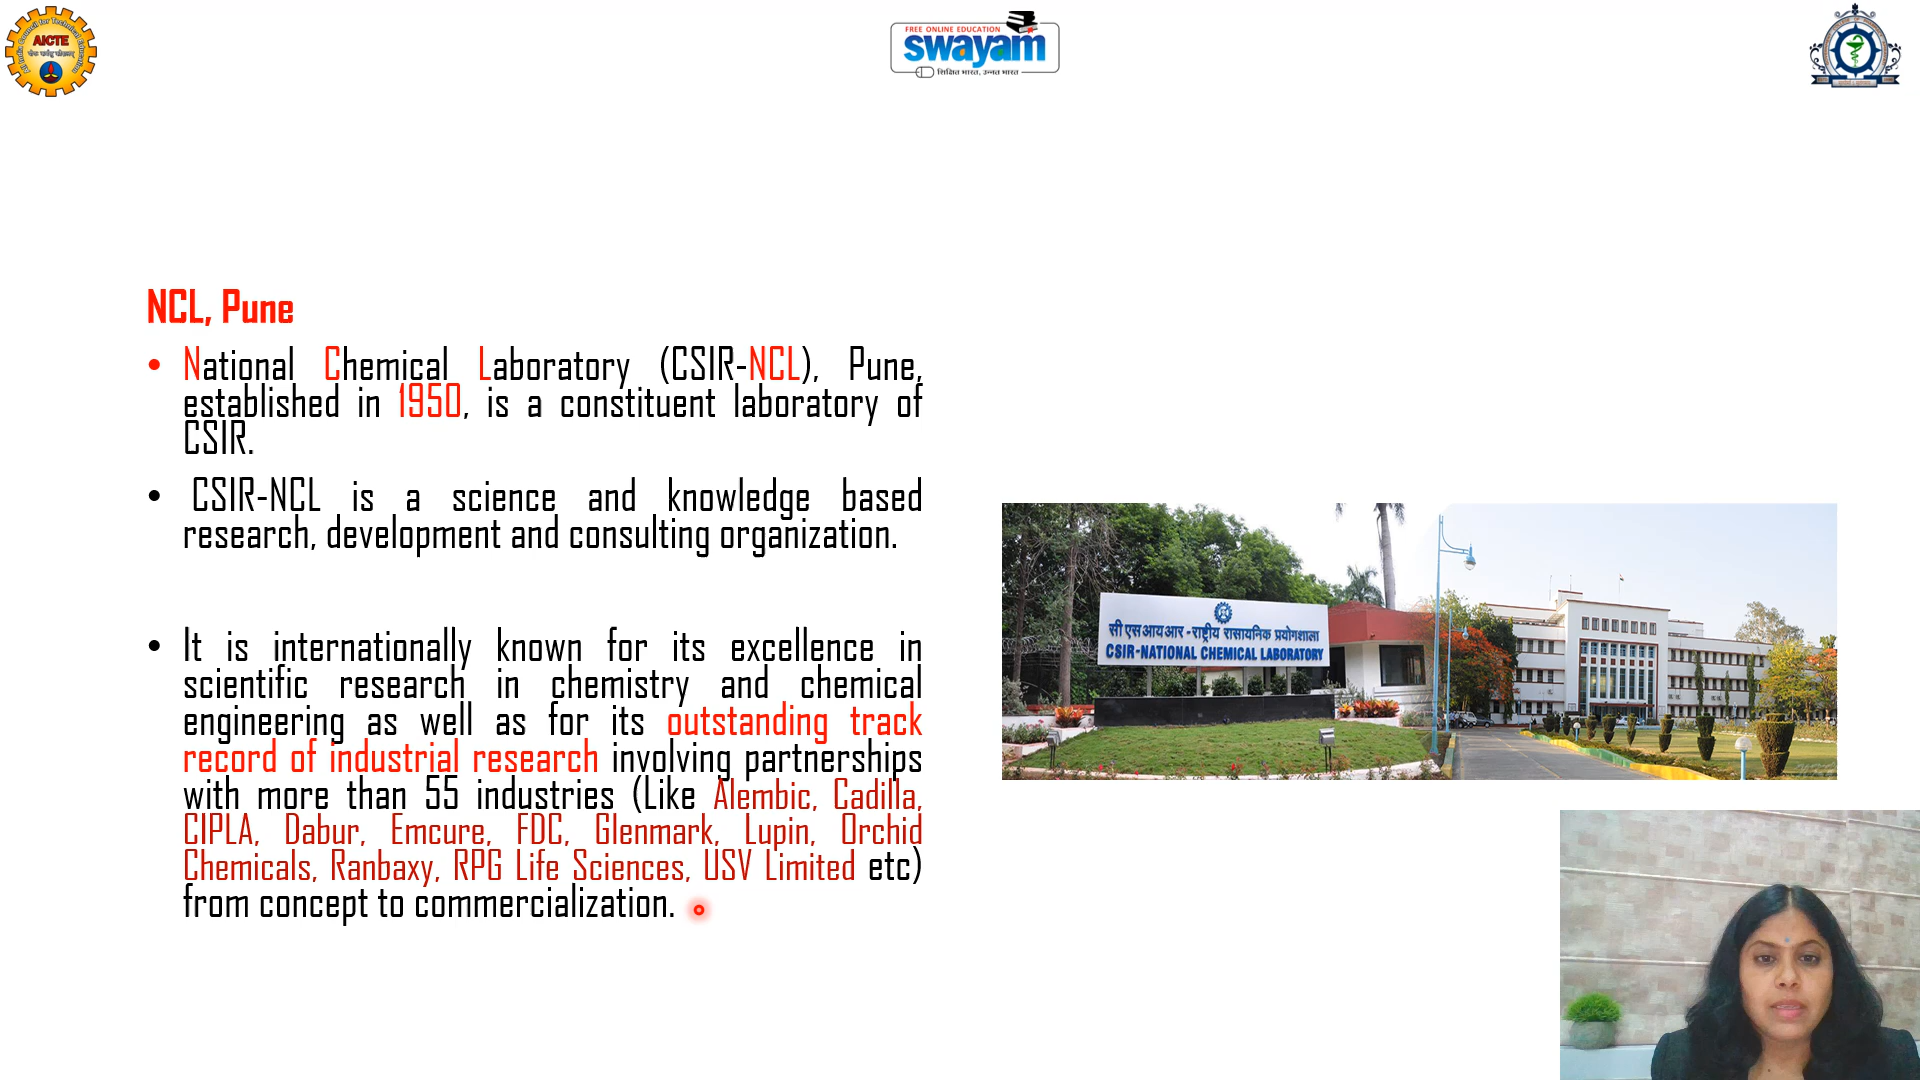 AICTE
FREE ONLINE EDUCATION
swayam
शिक्षित भारत, उन्नत भारत
NCL, Pune
• National Chemical Laboratory (CSIR-NCL), Pune,
established in 1950, is a constituent laboratory of
CSIR.
• CSIR-NCL is a science and knowledge based
research, development and consulting organization.
• It is internationally known for its excellence in
scientific research in chemistry and chemical
engineering as well as for its outstanding track
record of industrial research involving partnerships
with more than 55 industries (Like Alembic, Cadilla,
CIPLA, Dabur, Emcure, FDC, Glenmark, Lupin, Orchid
Chemicals, Ranbaxy, RPG Life Sciences, USV Limited etc)
from concept to commercialization.
सी एस आय आर - राष्ट्रीय रासायनिक प्रयोगशाला
CSIR-NATIONAL CHEMICAL LABORATORY